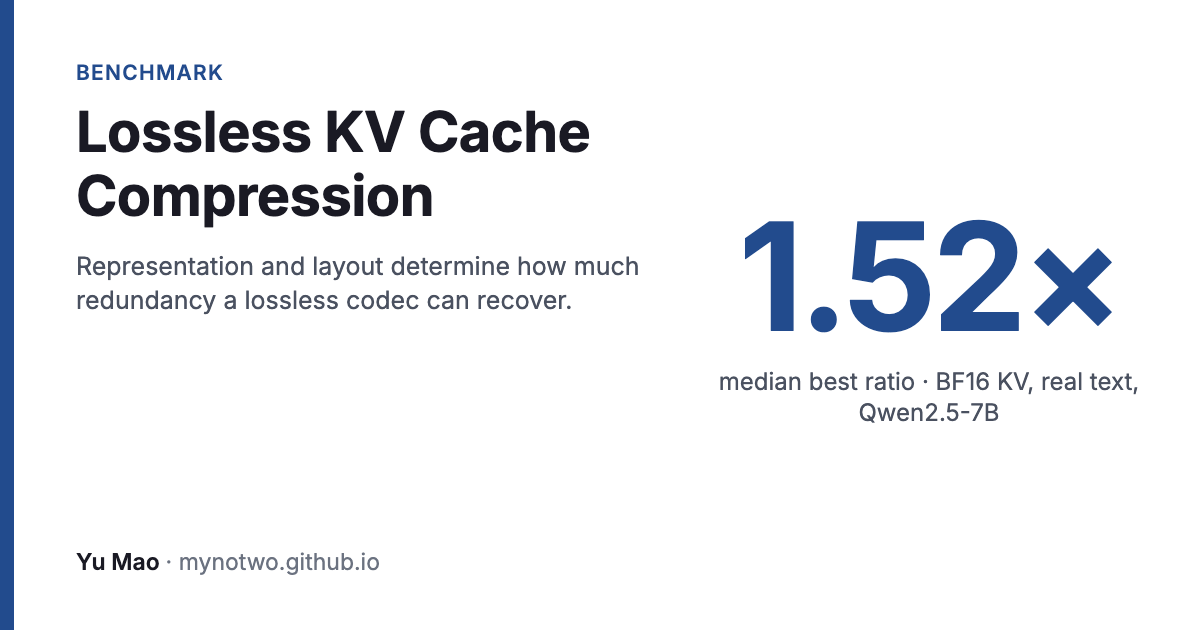 BENCHMARK
Lossless KV Cache
Compression
Representation and layout determine how much
redundancy a lossless codec can recover.
1.52×
median best ratio · BF16 KV, real text,
Qwen2.5-7B
Yu Mao · mynotwo.github.io